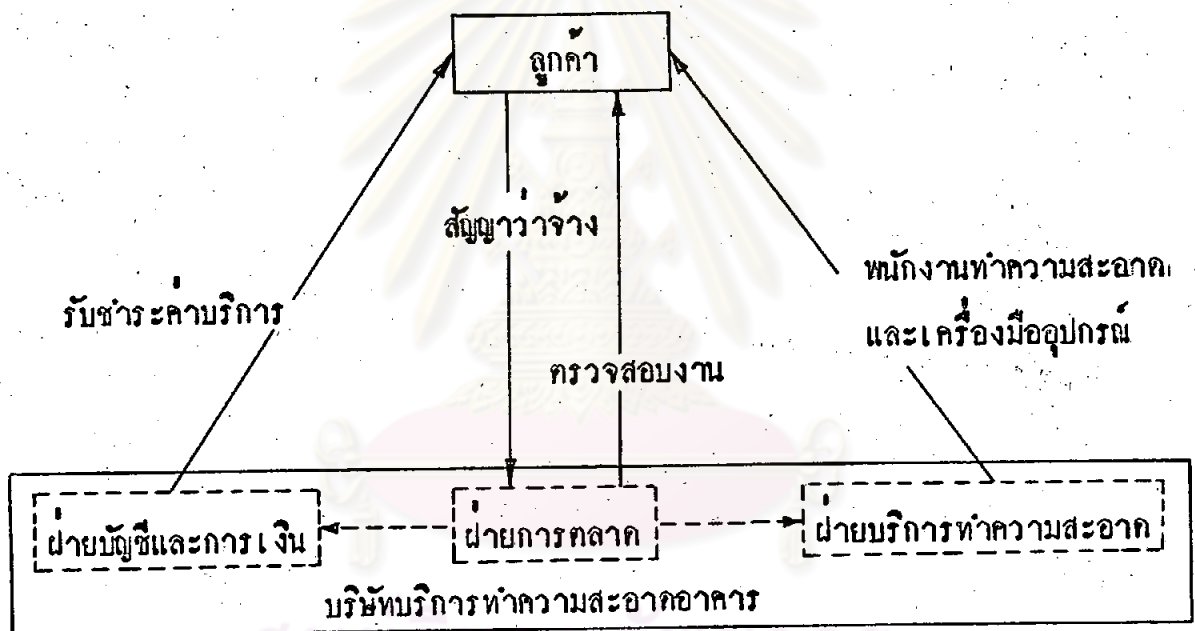 ลูกค้า
สัญญาว่าจ้าง
พนักงานทำความสะอาด
และเครื่องมืออุปกรณ์
รับชำระค่าบริการ
ตรวจสอบงาน
ฝ่ายบัญชีและการเงิน
ฝ่ายการตลาด
ฝ่ายบริการทำความสะอาด
บริษัทบริการทำความสะอาดอาคาร